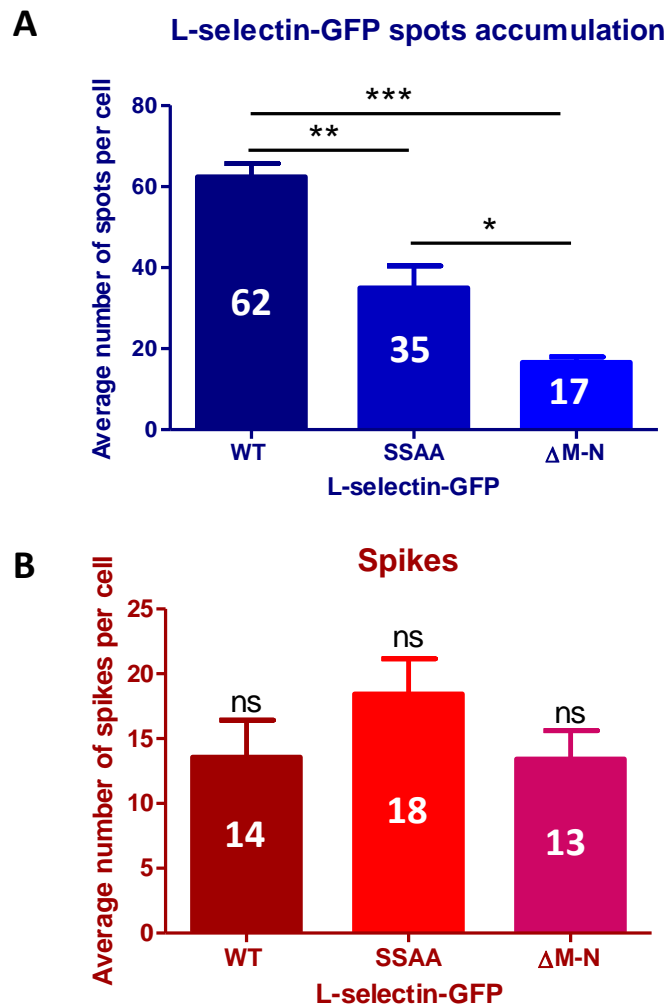 A
L-selectin-GFP spots accumulation
Average number of spots per cell
80
60
40
20
0
***
**
*
62
35
17
WT SSAA ΔM-N
L-selectin-GFP
B
Spikes
Average number of spikes per cell
25
20
15
10
5
0
ns
ns
ns
14
18
13
WT SSAA ΔM-N
L-selectin-GFP